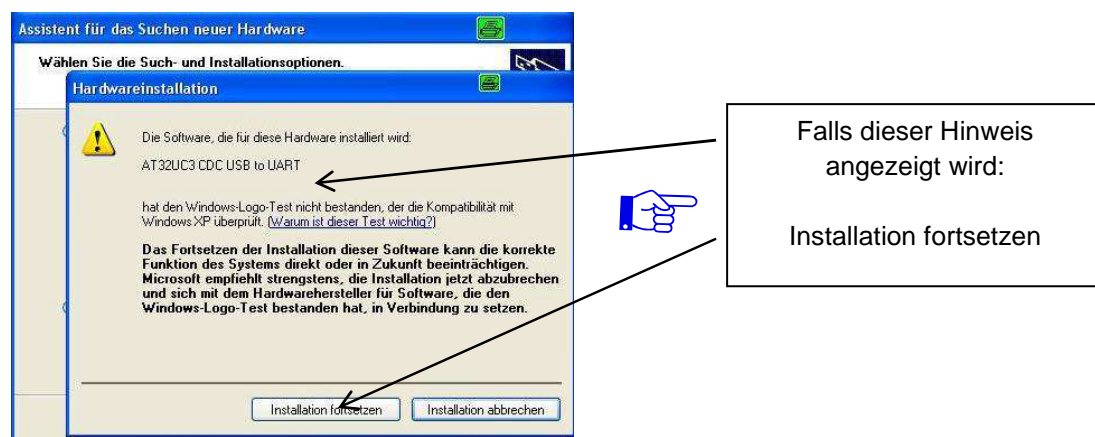 Assistent für das Suchen neuer Hardware
Wählen Sie die Such- und Installationsoptionen.
Hardwareinstallation
Die Software, die für diese Hardware installiert wird:
AT32UC3 CDC USB to UART
hat den Windows-Logo-Test nicht bestanden, der die Kompatibilität mit
Windows XP überprüft. (Warum ist dieser Test wichtig?)
Das Fortsetzen der Installation dieser Software kann die korrekte
Funktion des Systems direkt oder in Zukunft beeinträchtigen.
Microsoft empfiehlt strengstens, die Installation jetzt abzubrechen
und sich mit dem Hardwarehersteller für Software, die den
Windows-Logo-Test bestanden hat, in Verbindung zu setzen.
Installation fortsetzen
Installation abbrechen
Falls dieser Hinweis
angezeigt wird:
Installation fortsetzen